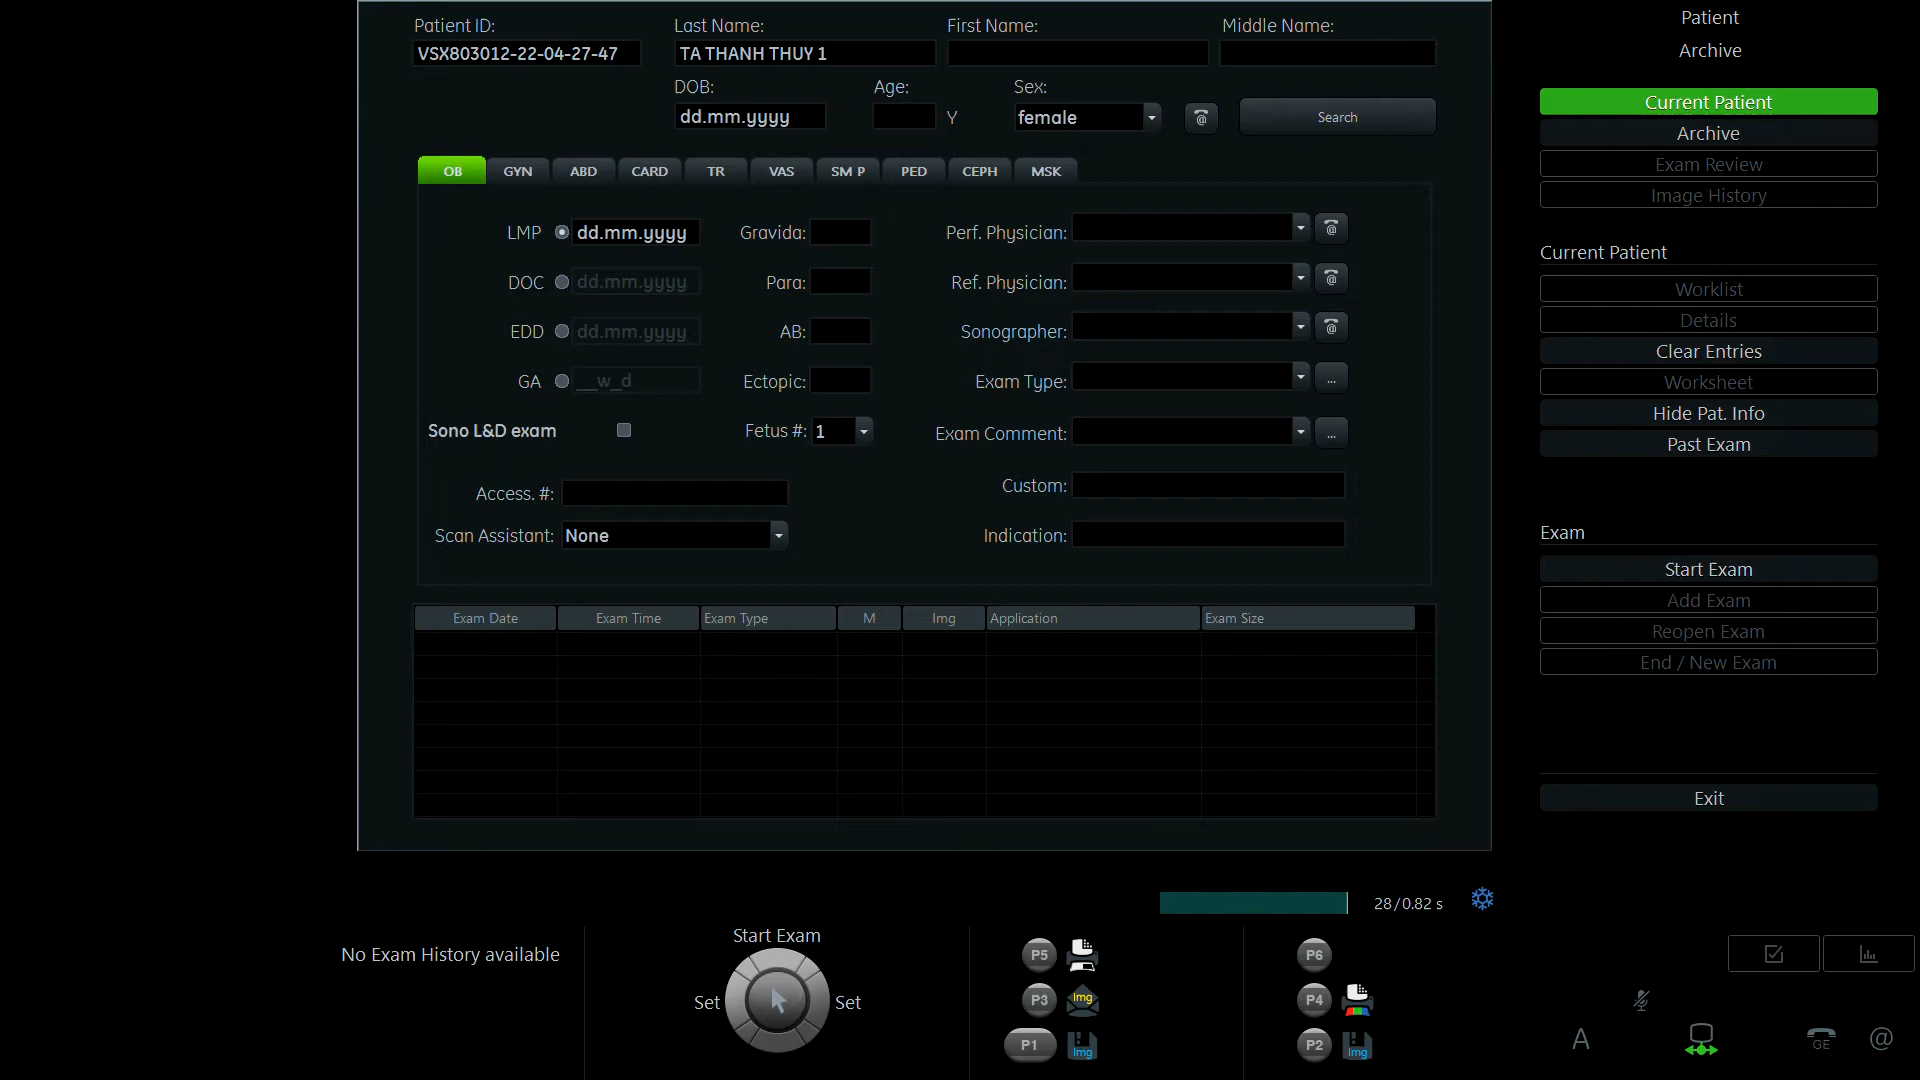 Patient ID: Last Name: First Name: Middle Name:
VSX803012-22-04-27-47 TA THANH THUY 1
DOB: Age: Sex:
dd.mm.yyyy Y female Search
OB GYN ABD CARD TR VAS SM P PED CEPH MSK
LMP dd.mm.yyyy Gravida: Perf. Physician:
DOC dd.mm.yyyy Para: Ref. Physician:
EDD dd.mm.yyyy AB: Sonographer:
GA __w_d Ectopic: Exam Type: ...
Sono L&D exam Fetus #: 1 Exam Comment: ...
Access. #: Custom:
Scan Assistant: None Indication:
Exam Date Exam Time Exam Type M Img Application Exam Size
28/0.82 s
No Exam History available
Start Exam
Set Set
P5
P3 Img
P1 Img
P6
P4
P2 Img
Patient
Archive
Current Patient
Archive
Exam Review
Image History
Current Patient
Worklist
Details
Clear Entries
Worksheet
Hide Pat. Info
Past Exam
Exam
Start Exam
Add Exam
Reopen Exam
End / New Exam
Exit
A GE @